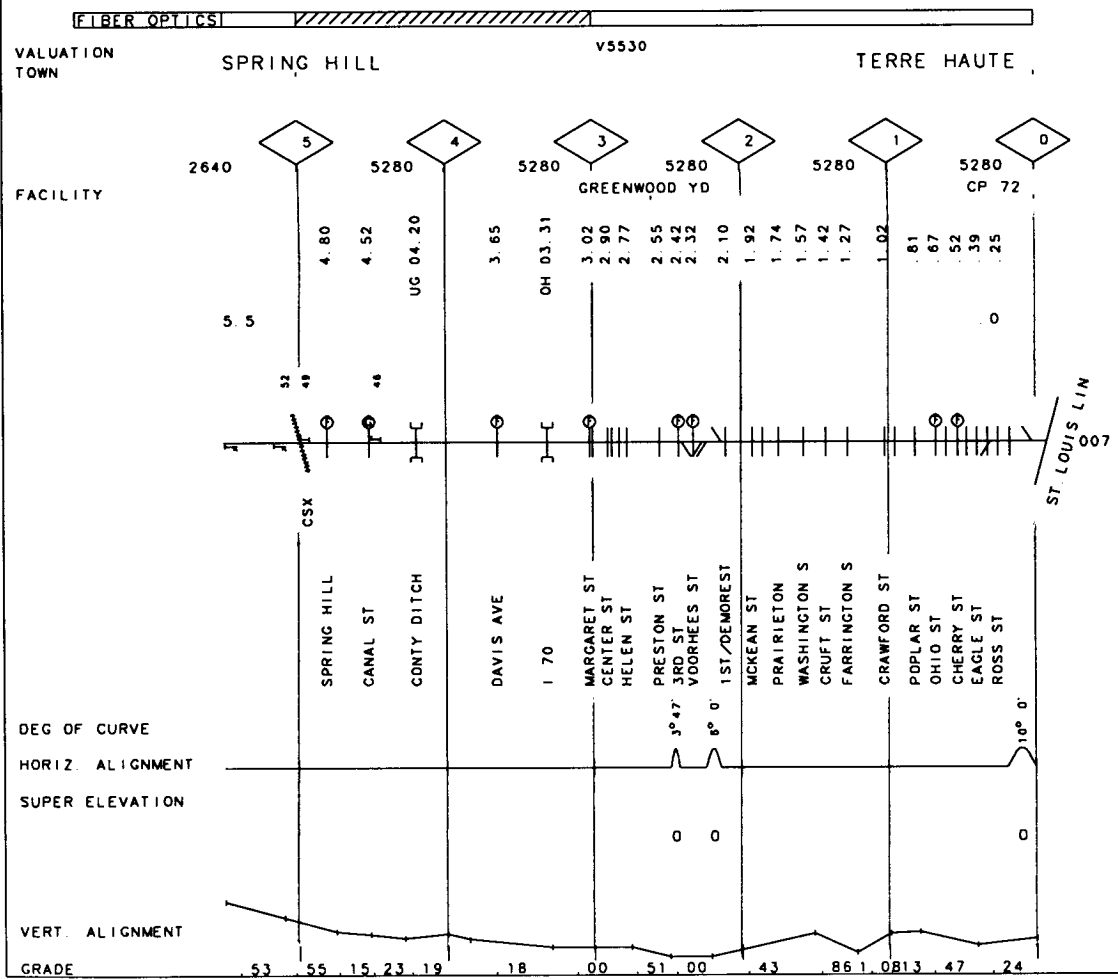 FIBER OPTICS
VALUATION V5530
TOWN SPRING HILL TERRE HAUTE
5 4 3 2 1 0
2640 5280 5280 5280 5280 5280
FACILITY GREENWOOD YD CP 72
4.80 4.52 UG 04.20 3.65 OH 03.31 3.02 2.90 2.77 2.55 2.42 2.32 2.10 1.92 1.74 1.57 1.42 1.27 1.02 .81 .67 .52 .39 .25
5.5 0
52 49 46
CSX
ST. LOUIS LIN
007
SPRING HILL
CANAL ST
CONTY DITCH
DAVIS AVE
I 70
MARGARET ST
CENTER ST
HELEN ST
PRESTON ST
3RD ST
VOORHEES ST
1ST/DEMOREST
MCKEAN ST
PRAIRIETON
WASHINGTON S
CRUFT ST
FARRINGTON S
CRAWFORD ST
POPLAR ST
OHIO ST
CHERRY ST
EAGLE ST
ROSS ST
DEG OF CURVE 3° 47' 10° 0'
HORIZ. ALIGNMENT
SUPER ELEVATION
0 0 0
VERT. ALIGNMENT
GRADE .53 .55 .15 .23 .19 .18 .00 .51 .00 .43 .86 1.08 13 .47 .24